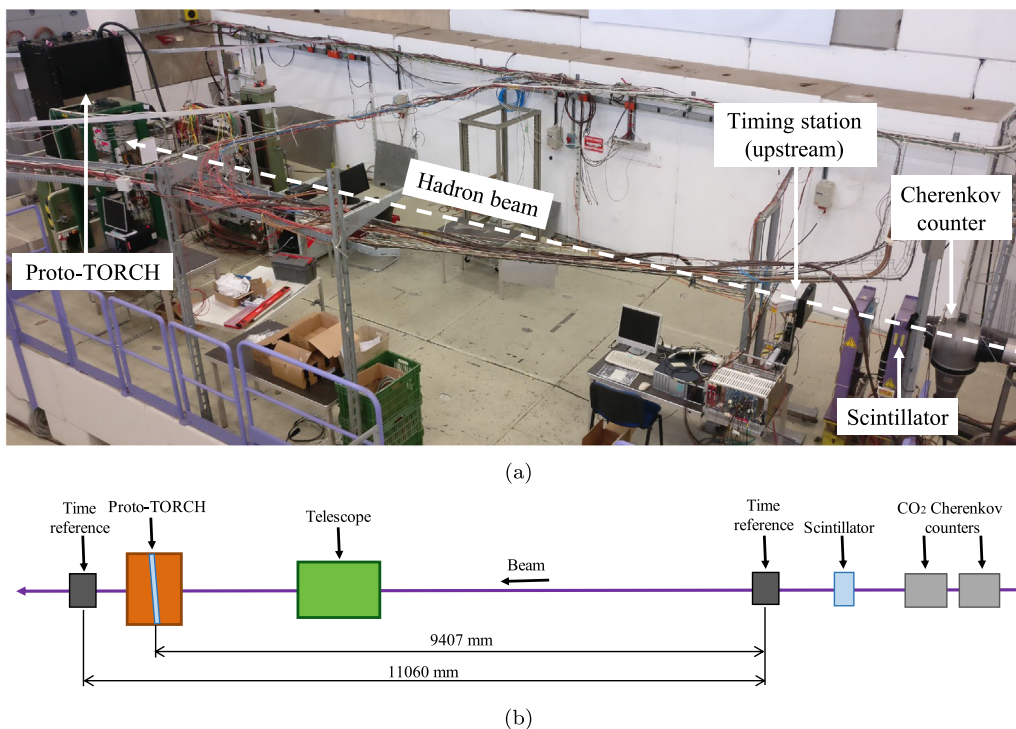 Timing station
(upstream)
Cherenkov
counter
Hadron beam
Proto-TORCH
Scintillator
(a)
Time
reference
Proto-TORCH
Telescope
Beam
Time
reference
Scintillator
CO₂ Cherenkov
counters
9407 mm
11060 mm
(b)